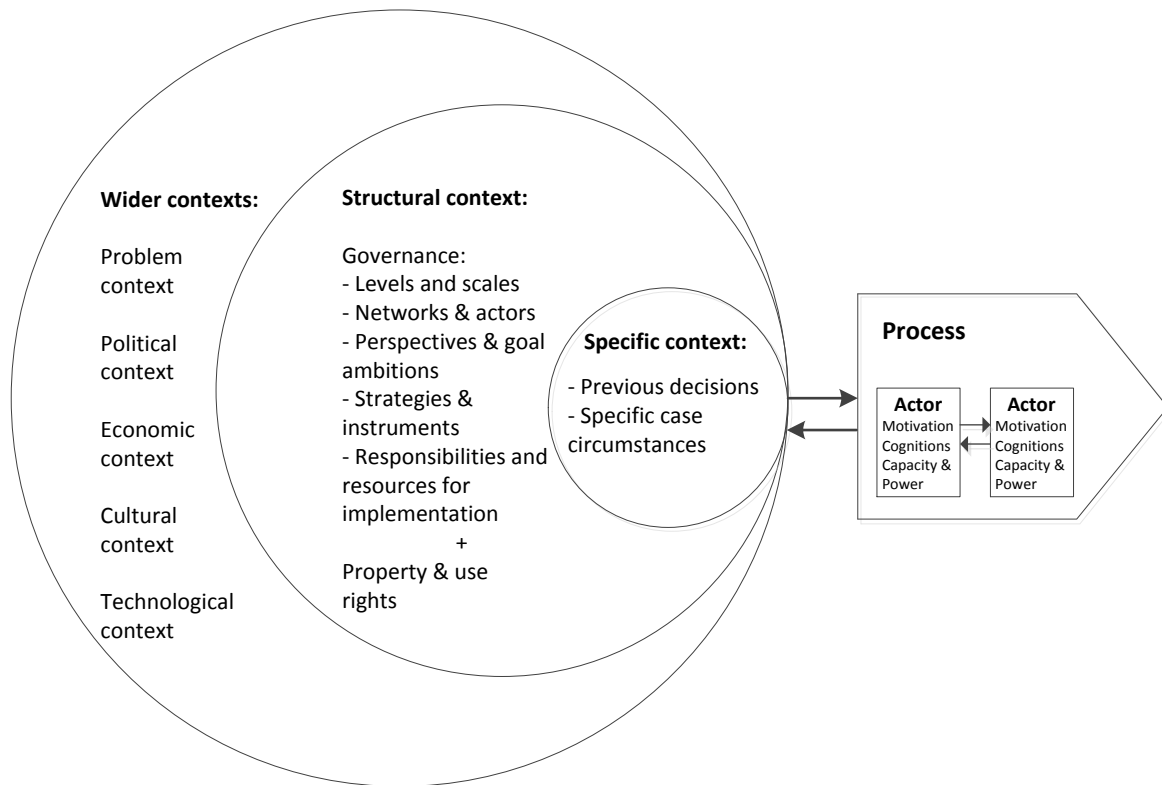 Wider contexts:
Problem
context
Political
context
Economic
context
Cultural
context
Technological
context
Structural context:
Governance:
- Levels and scales
- Networks & actors
- Perspectives & goal
ambitions
- Strategies &
instruments
- Responsibilities and
resources for
implementation
+
Property & use
rights
Specific context:
- Previous decisions
- Specific case
circumstances
Process
Actor
Motivation
Cognitions
Capacity &
Power
Actor
Motivation
Cognitions
Capacity &
Power